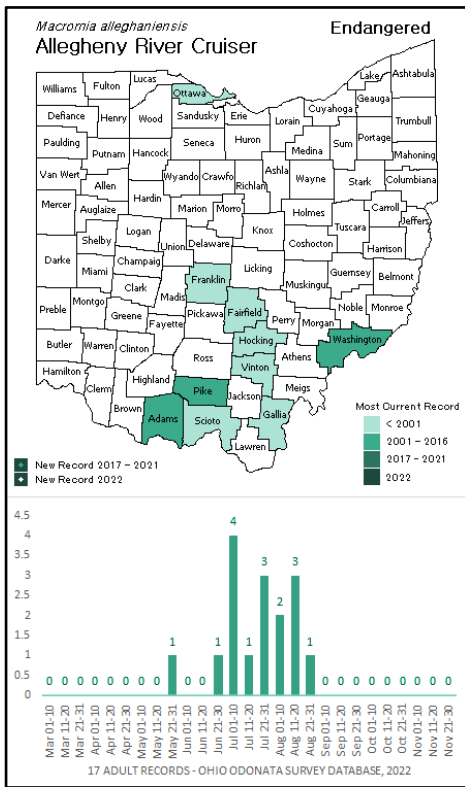 Macromia alleghaniensis
Endangered
Allegheny River Cruiser
Williams
Fulton
Lucas
Ottawa
Lake
Ashtabula
Geauga
Defiance
Henry
Wood
Sandusky
Erie
Lorain
Cuyahoga
Trumbull
Paulding
Putnam
Hancock
Seneca
Huron
Medina
Sum
Portage
Mahoning
Van Wert
Allen
Wyando
Crawfo
Richlan
Ashla
Wayne
Stark
Columbiana
Mercer
Auglaize
Hardin
Marion
Morro
Holmes
Carroll
Jeffers
Shelby
Logan
Union
Delaware
Knox
Coshocton
Tuscara
Harrison
Darke
Miami
Champaig
Clark
Madis
Franklin
Licking
Muskingu
Guernsey
Belmont
Preble
Montgo
Greene
Fayette
Pickawa
Fairfield
Perry
Morgan
Noble
Monroe
Butler
Warren
Clinton
Ross
Hocking
Athens
Washington
Hamilton
Clerm
Highland
Pike
Vinton
Meigs
Brown
Adams
Scioto
Jackson
Gallia
Lawren
Most Current Record
< 2001
2001 - 2016
2017 - 2021
2022
New Record 2017 - 2021
New Record 2022
4.5
4
3.5
3
2.5
2
1.5
1
0.5
0
0 0 0 0 0 0 0 0 1 0 0 1 4 1 3 2 3 1 0 0 0 0 0 0 0 0 0
Mar 01-10
Mar 11-20
Mar 21-31
Apr 01-10
Apr 11-20
Apr 21-30
May 01-10
May 11-20
May 21-31
Jun 01-10
Jun 11-20
Jun 21-30
Jul 01-10
Jul 11-20
Jul 21-31
Aug 01-10
Aug 11-20
Aug 21-31
Sep 01-10
Sep 11-20
Sep 21-30
Oct 01-10
Oct 11-20
Oct 21-31
Nov 01-10
Nov 11-20
Nov 21-30
17 ADULT RECORDS - OHIO ODONATA SURVEY DATABASE, 2022